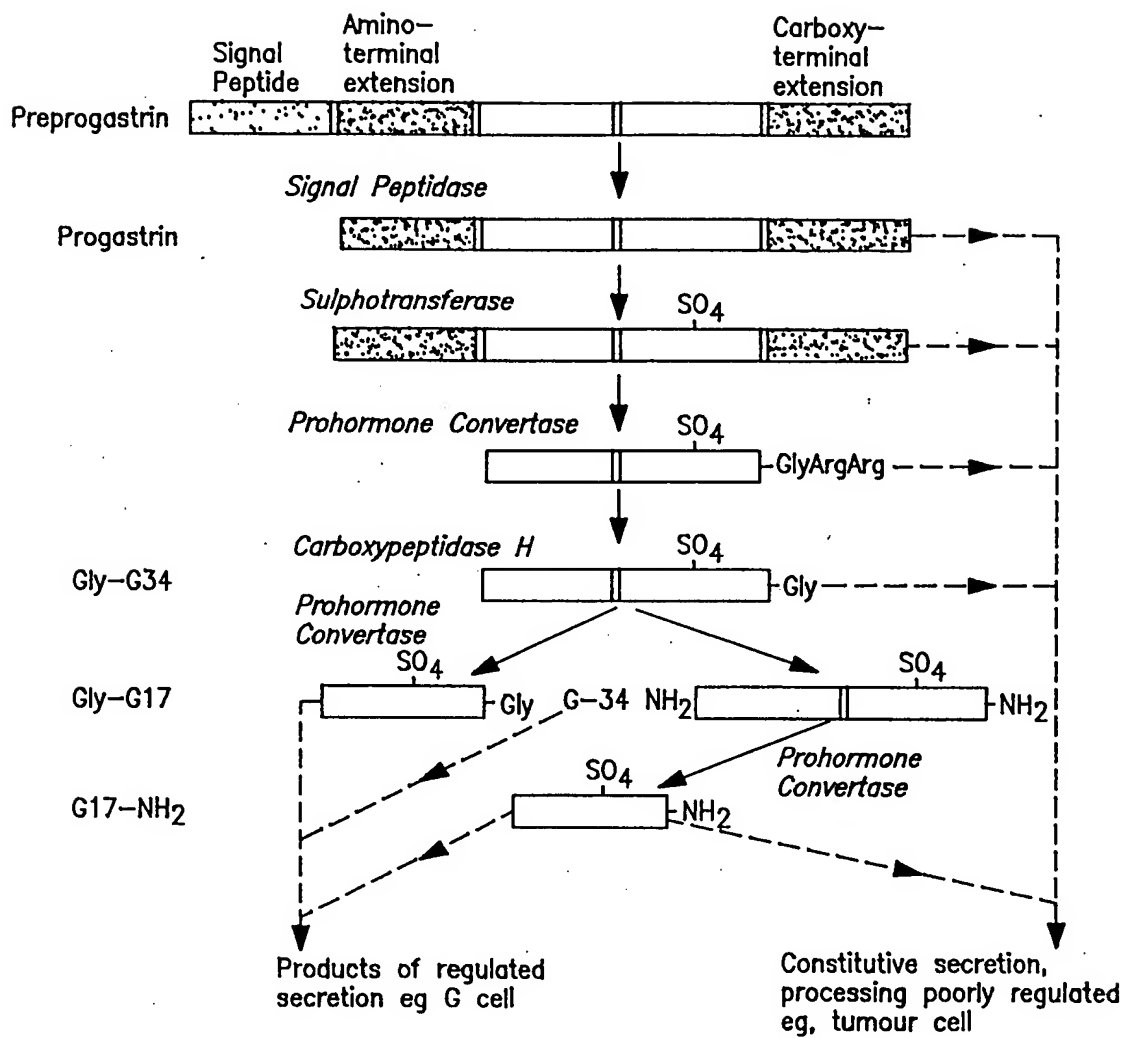 Signal
Peptide
Amino-
terminal
extension
Carboxy-
terminal
extension
Preprogastrin
Signal Peptidase
Progastrin
Sulphotransferase
SO4
Prohormone Convertase
SO4
GlyArgArg
Carboxypeptidase H
SO4
Gly-G34
Gly
Prohormone
Convertase
SO4
SO4
Gly-G17
Gly
G-34 NH2
NH2
Prohormone
Convertase
SO4
G17-NH2
NH2
Products of regulated
secretion eg G cell
Constitutive secretion,
processing poorly regulated
eg, tumour cell